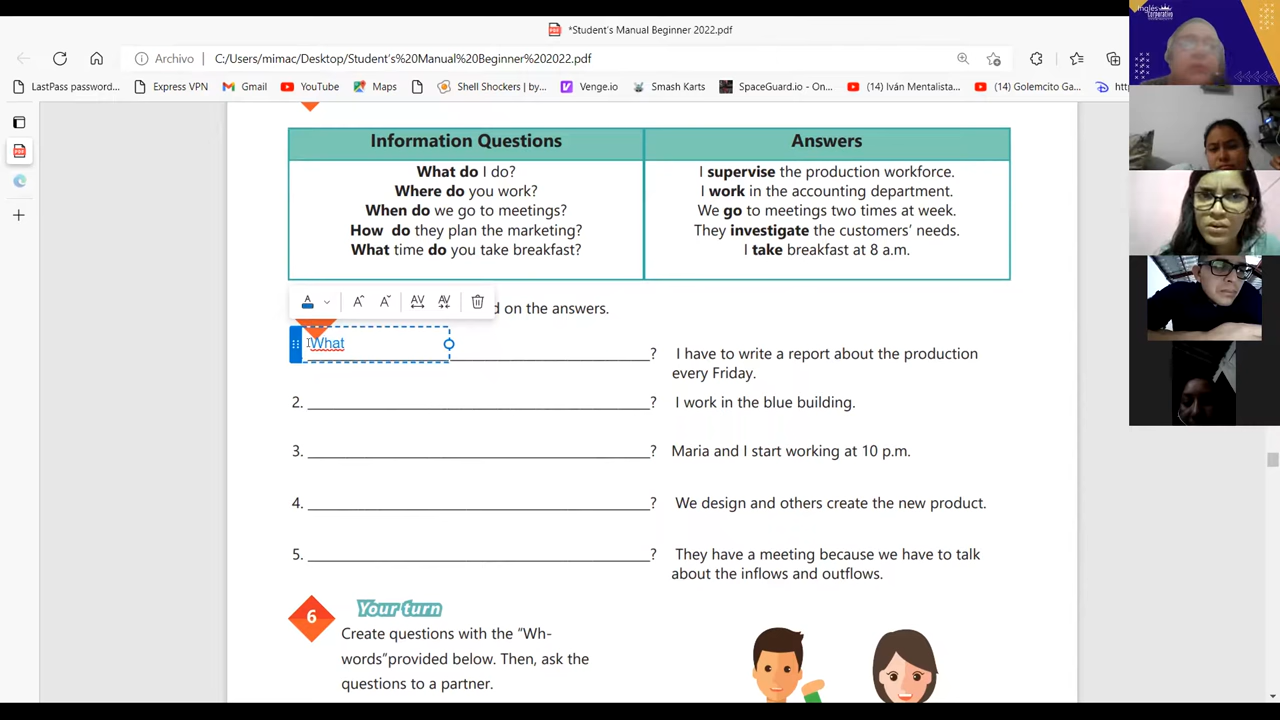 *Student's Manual Beginner 2022.pdf
Archivo
C:/Users/mimac/Desktop/Student's%20Manual%20Beginner%202022.pdf
LastPass password...
Express VPN
Gmail
YouTube
Maps
Shell Shockers | by...
Venge.io
Smash Karts
SpaceGuard.io - On...
(14) Iván Mentalista...
(14) Golemcito Ga...
Inglés
Corporativo
Information Questions
Answers
What do I do?
I supervise the production workforce.
Where do you work?
I work in the accounting department.
When do we go to meetings?
We go to meetings two times at week.
How do they plan the marketing?
They investigate the customers' needs.
What time do you take breakfast?
I take breakfast at 8 a.m.
d on the answers.
What
? I have to write a report about the production
every Friday.
2. ? I work in the blue building.
3. ? Maria and I start working at 10 p.m.
4. ? We design and others create the new product.
5. ? They have a meeting because we have to talk
about the inflows and outflows.
6
Your turn
Create questions with the "Wh-
words"provided below. Then, ask the
questions to a partner.